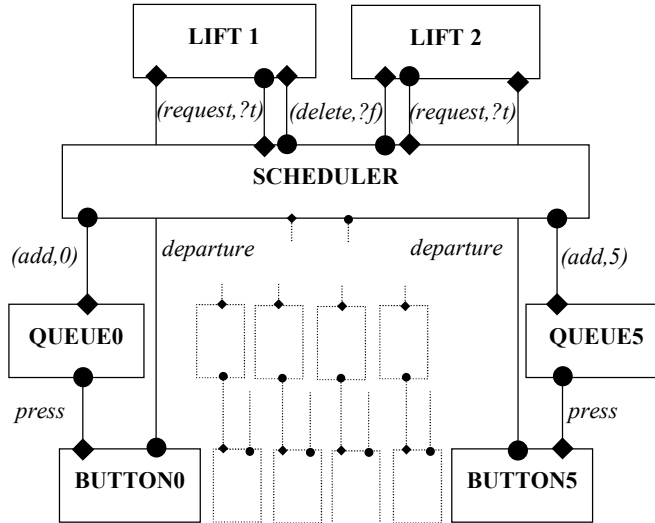 LIFT 1
LIFT 2
(request,?t)
(delete,?f)
(request,?t)
SCHEDULER
departure
departure
(add,0)
(add,5)
QUEUE0
QUEUE5
press
press
BUTTON0
BUTTON5